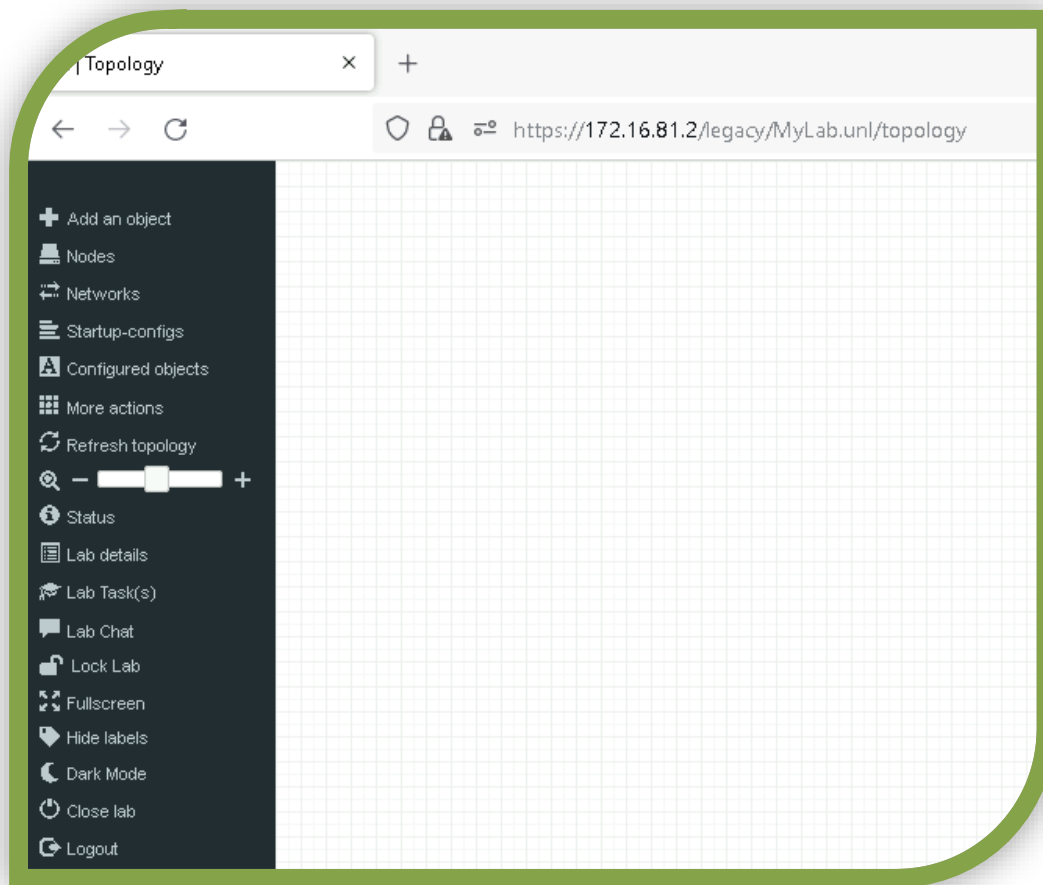 | Topology
https://172.16.81.2/legacy/MyLab.unl/topology
Add an object
Nodes
Networks
Startup-configs
Configured objects
More actions
Refresh topology
Status
Lab details
Lab Task(s)
Lab Chat
Lock Lab
Fullscreen
Hide labels
Dark Mode
Close lab
Logout